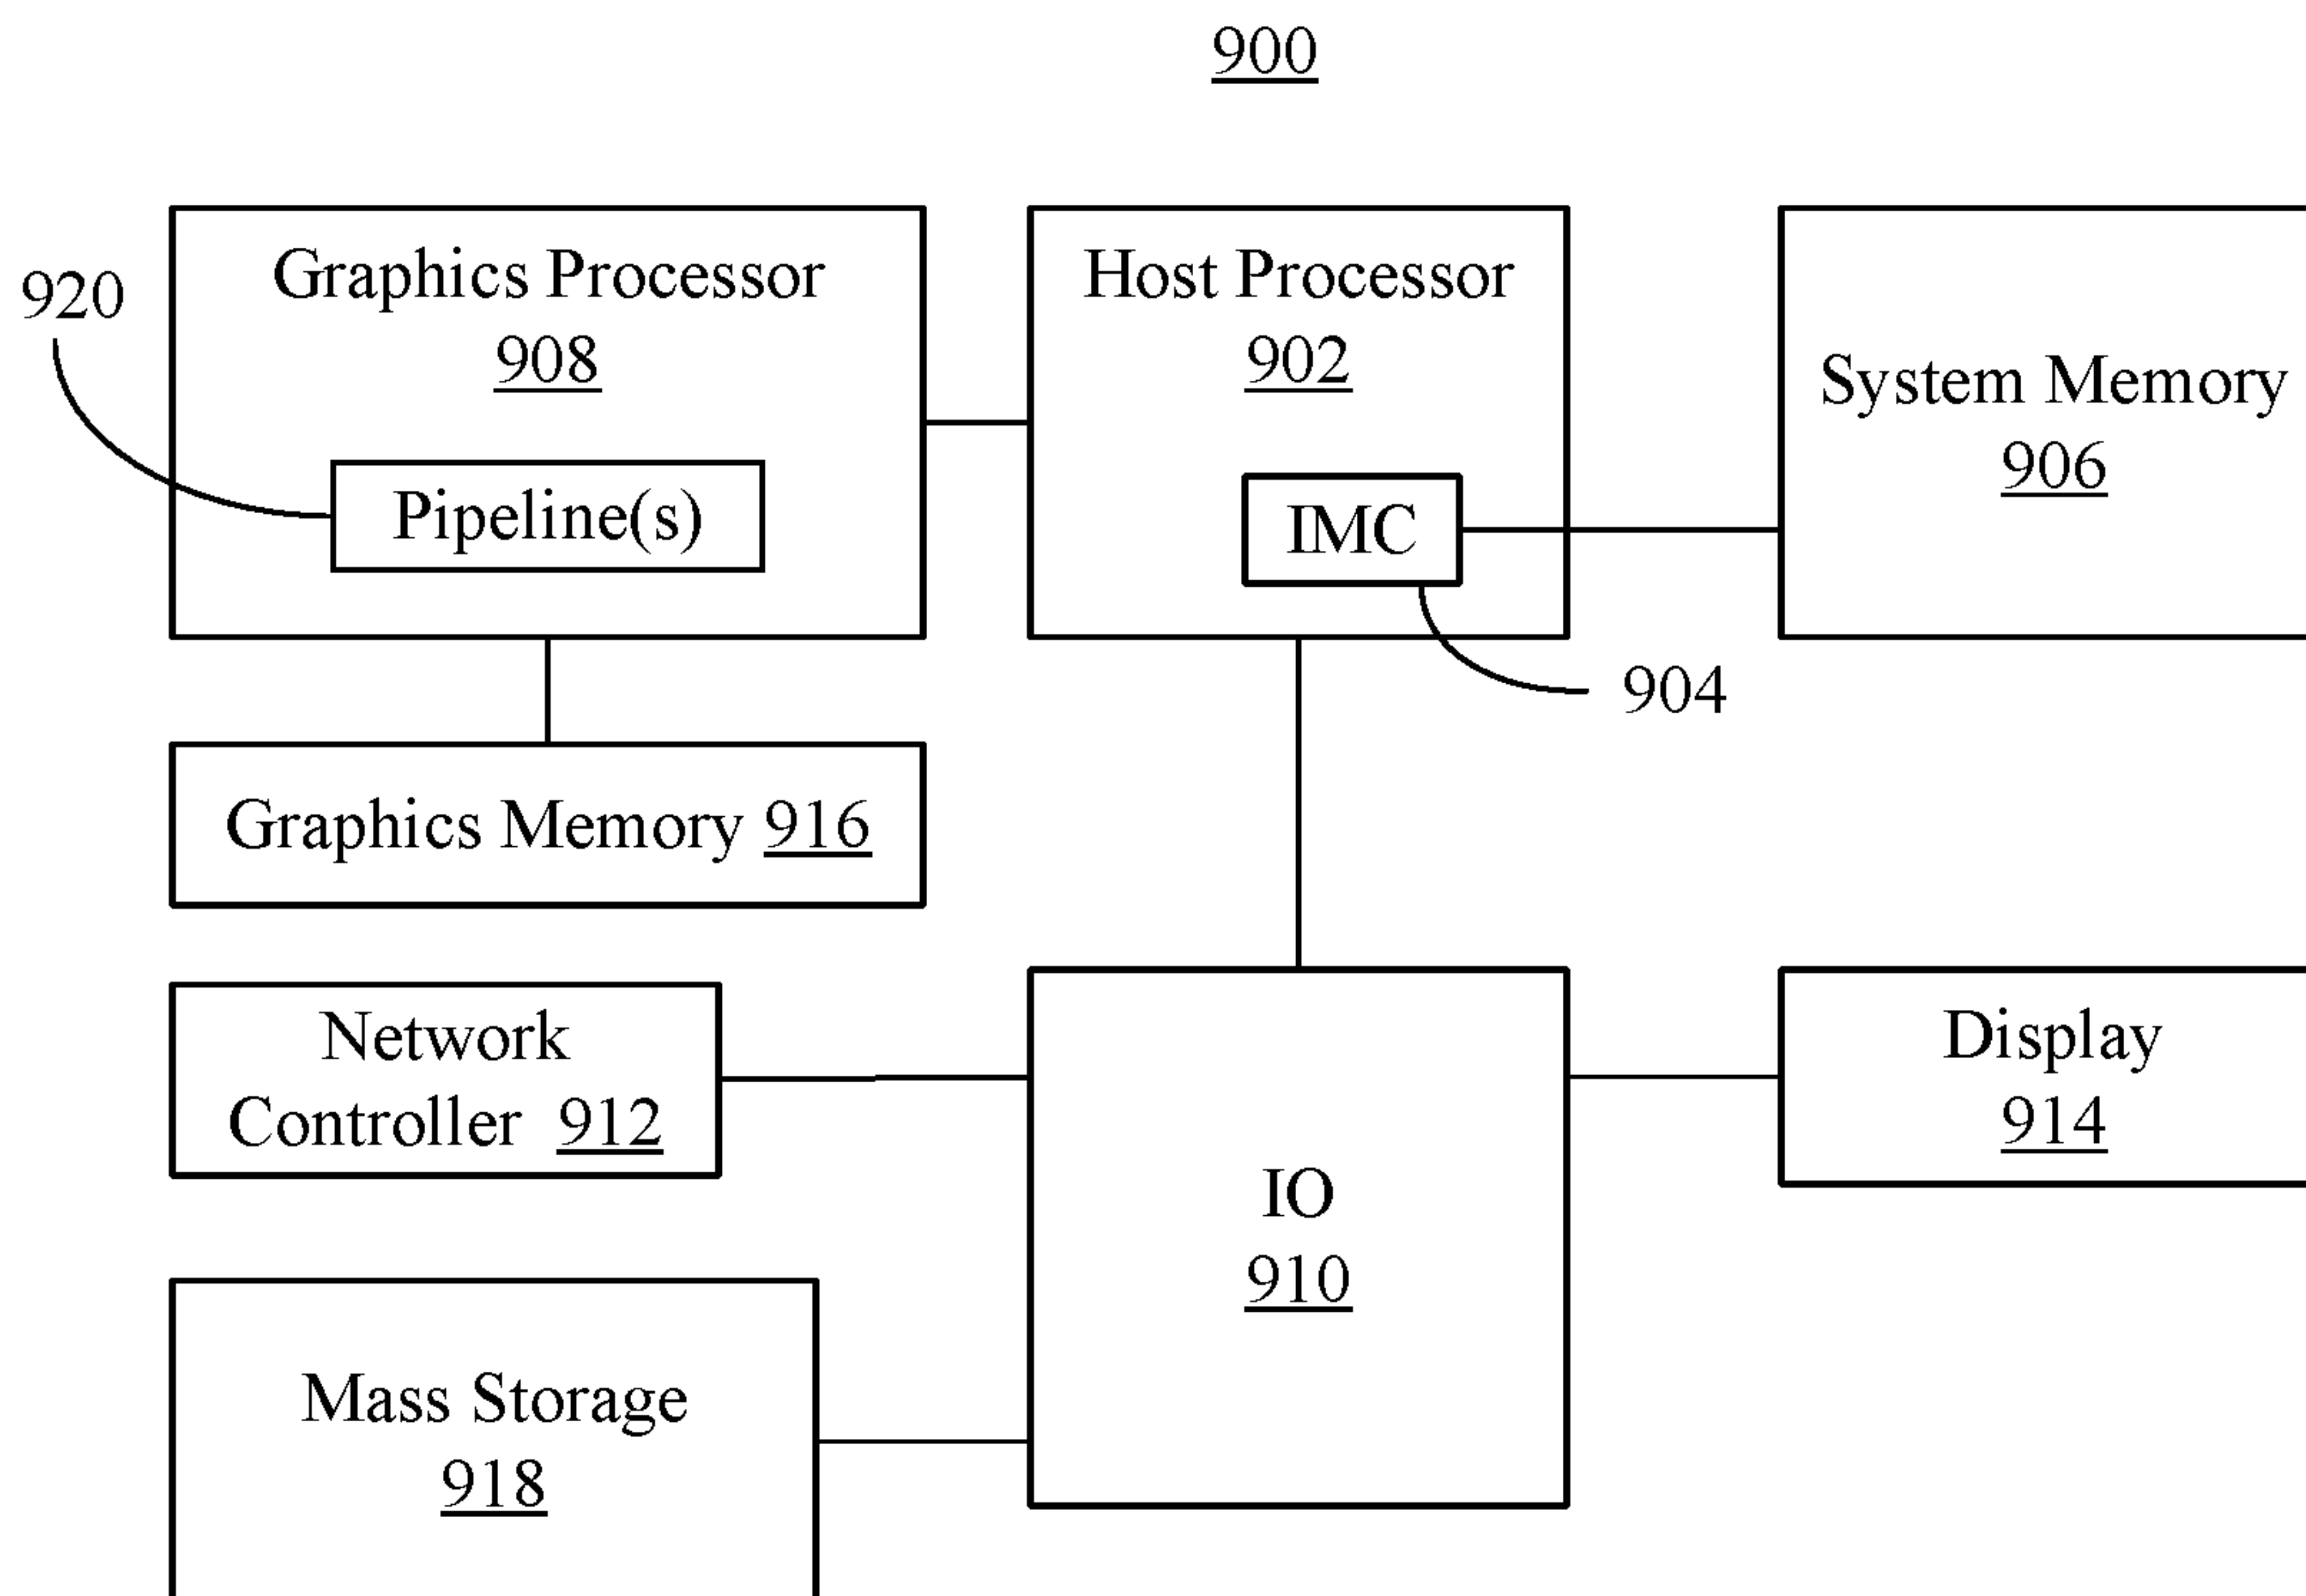 900
920
Graphics Processor
908
Pipeline(s)
Host Processor
902
IMC
904
System Memory
906
Graphics Memory 916
Network
Controller 912
IO
910
Display
914
Mass Storage
918